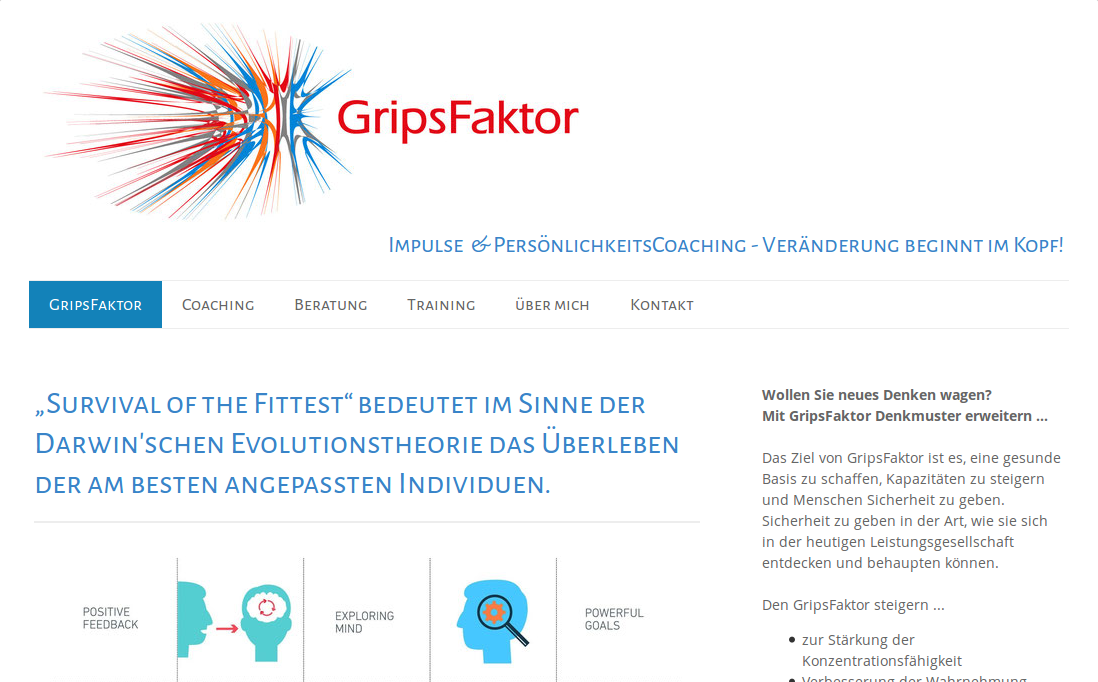 GripsFaktor
Impulse & PersönlichkeitsCoaching - Veränderung beginnt im Kopf!
GripsFaktor
Coaching
Beratung
Training
über mich
Kontakt
„Survival of the Fittest“ bedeutet im Sinne der
Darwin'schen Evolutionstheorie das Überleben
der am besten angepassten Individuen.
POSITIVE
FEEDBACK
EXPLORING
MIND
POWERFUL
GOALS
Wollen Sie neues Denken wagen?
Mit GripsFaktor Denkmuster erweitern ...
Das Ziel von GripsFaktor ist es, eine gesunde
Basis zu schaffen, Kapazitäten zu steigern
und Menschen Sicherheit zu geben.
Sicherheit zu geben in der Art, wie sie sich
in der heutigen Leistungsgesellschaft
entdecken und behaupten können.
Den GripsFaktor steigern ...
• zur Stärkung der
Konzentrationsfähigkeit
• Verbesserung der Wahrnehmung